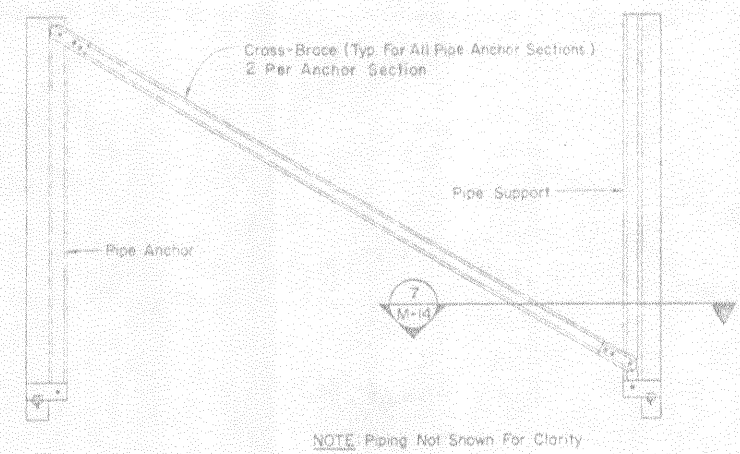 Cross-Brace (Typ. For All Pipe Anchor Sections)
2 Per Anchor Section
Pipe Support
Pipe Anchor
7
M-14
NOTE: Piping Not Shown For Clarity